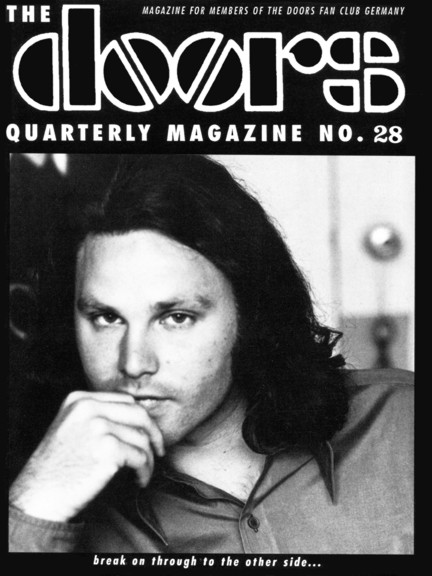 MAGAZINE FOR MEMBERS OF THE DOORS FAN CLUB GERMANY
THE
doors
QUARTERLY MAGAZINE NO. 28
break on through to the other side...